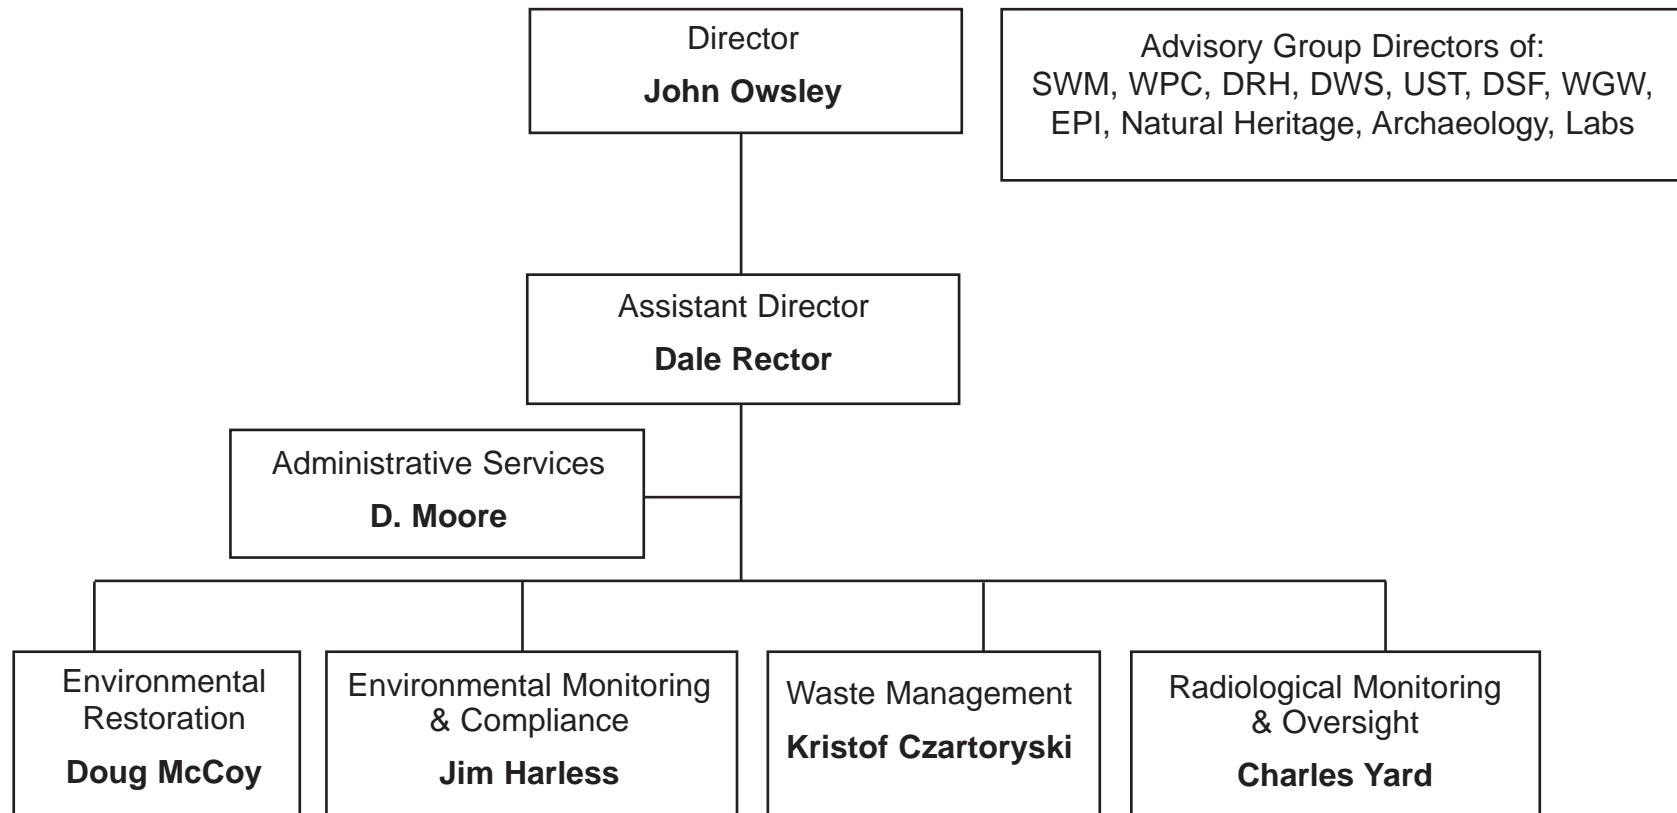 Director
John Owsley
Advisory Group Directors of:
SWM, WPC, DRH, DWS, UST, DSF, WGW,
EPI, Natural Heritage, Archaeology, Labs
Assistant Director
Dale Rector
Administrative Services
D. Moore
Environmental
Restoration
Doug McCoy
Environmental Monitoring
& Compliance
Jim Harless
Waste Management
Kristof Czartoryski
Radiological Monitoring
& Oversight
Charles Yard